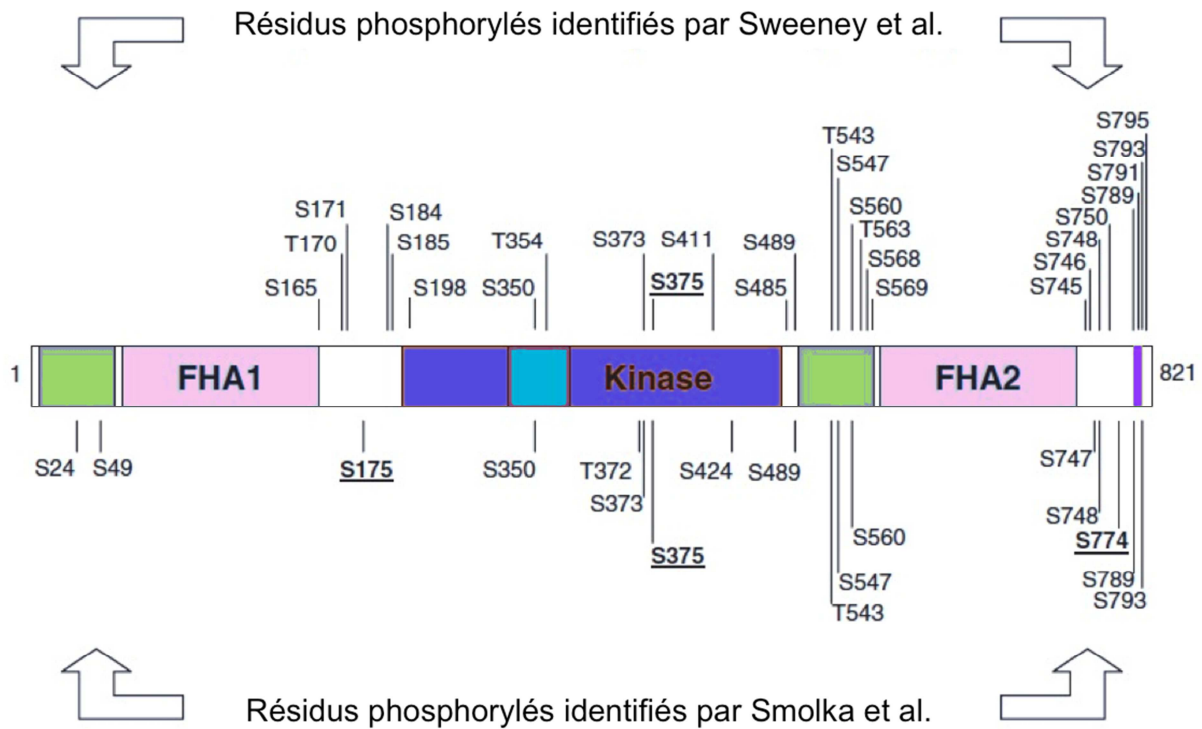 Résidus phosphorylés identifiés par Sweeney et al.
S795
T543
S793
S547
S791
S789
S171
S184
S560
S750
T170
S185
T354
S373
S411
S489
T563
S748
S568
S746
S165
S198
S350
S375
S485
S569
S745
1
FHA1
Kinase
FHA2
821
S24
S49
S175
S350
T372
S424
S489
S747
S373
S748
S375
S560
S774
S547
S789
T543
S793
Résidus phosphorylés identifiés par Smolka et al.